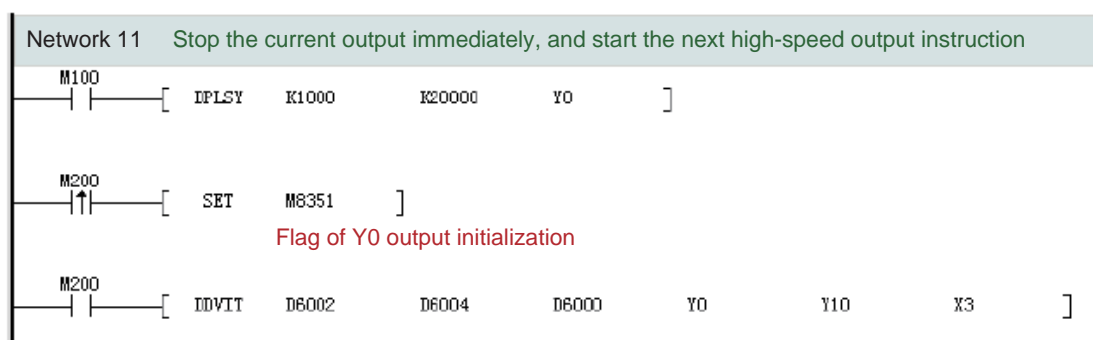 Network 11 Stop the current output immediately, and start the next high-speed output instruction
M100
[ DPLSY K1000 K20000 Y0 ]
M200
[ SET M8351 ]
Flag of Y0 output initialization
M200
[ DDVIT D6002 D6004 D6000 Y0 Y10 X3 ]